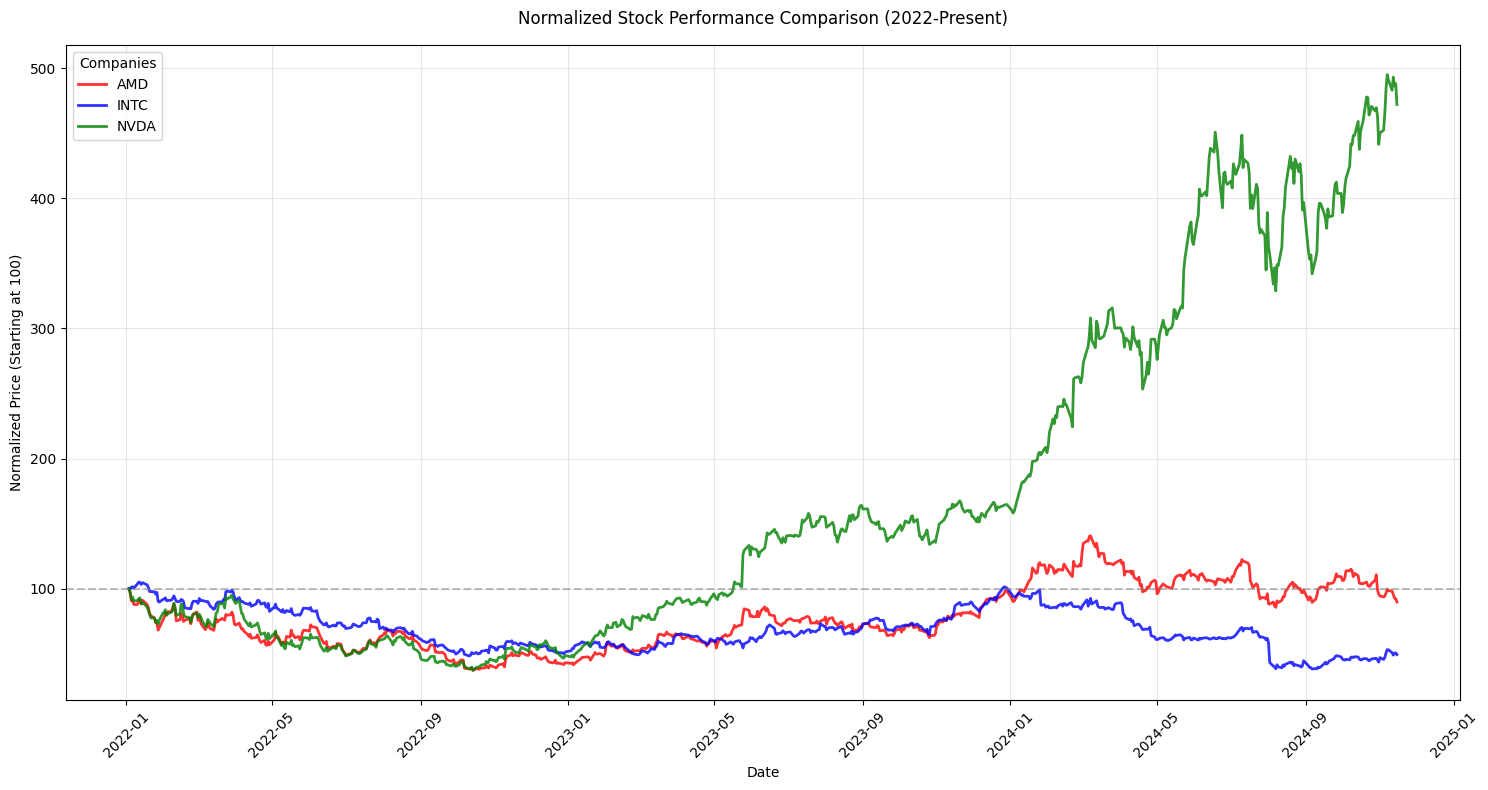 Normalized Stock Performance Comparison (2022-Present)
Companies
AMD
INTC
NVDA
Normalized Price (Starting at 100)
500
400
300
200
100
2022-01
2022-05
2022-09
2023-01
2023-05
2023-09
2024-01
2024-05
2024-09
2025-01
Date